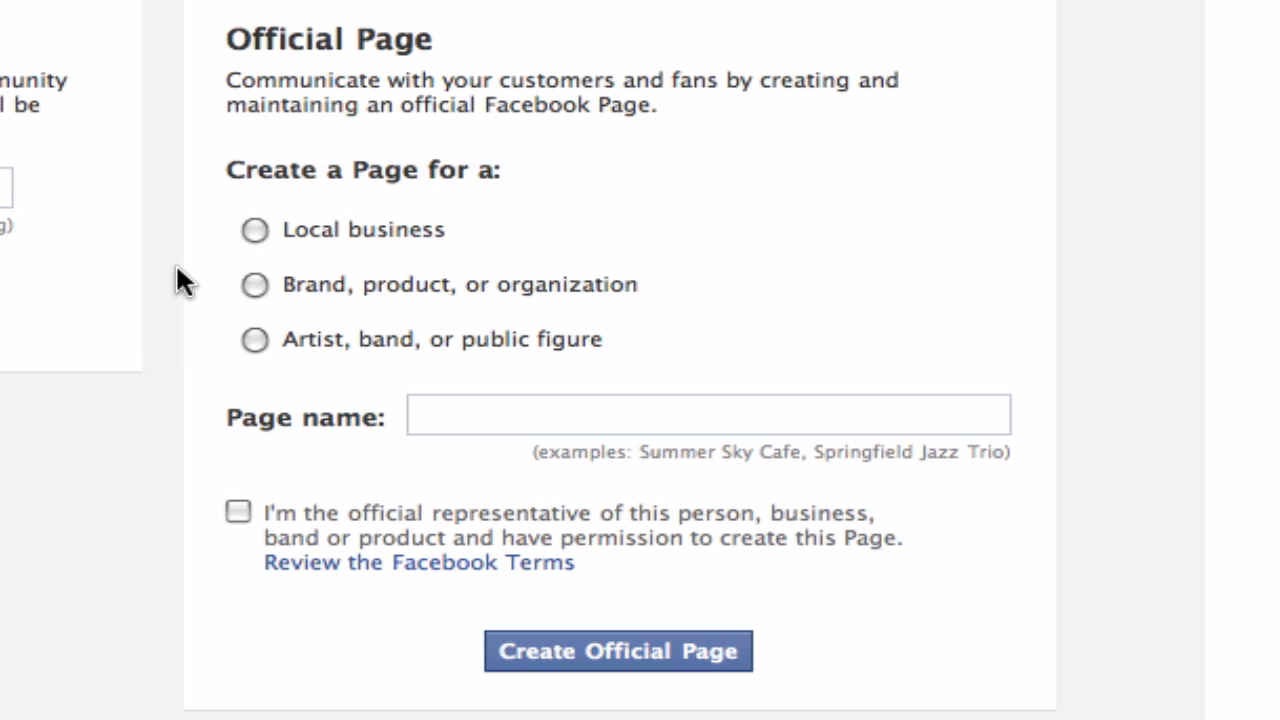 Official Page
Communicate with your customers and fans by creating and
maintaining an official Facebook Page.
Create a Page for a:
Local business
Brand, product, or organization
Artist, band, or public figure
Page name:
(examples: Summer Sky Cafe, Springfield Jazz Trio)
I'm the official representative of this person, business,
band or product and have permission to create this Page.
Review the Facebook Terms
Create Official Page
be